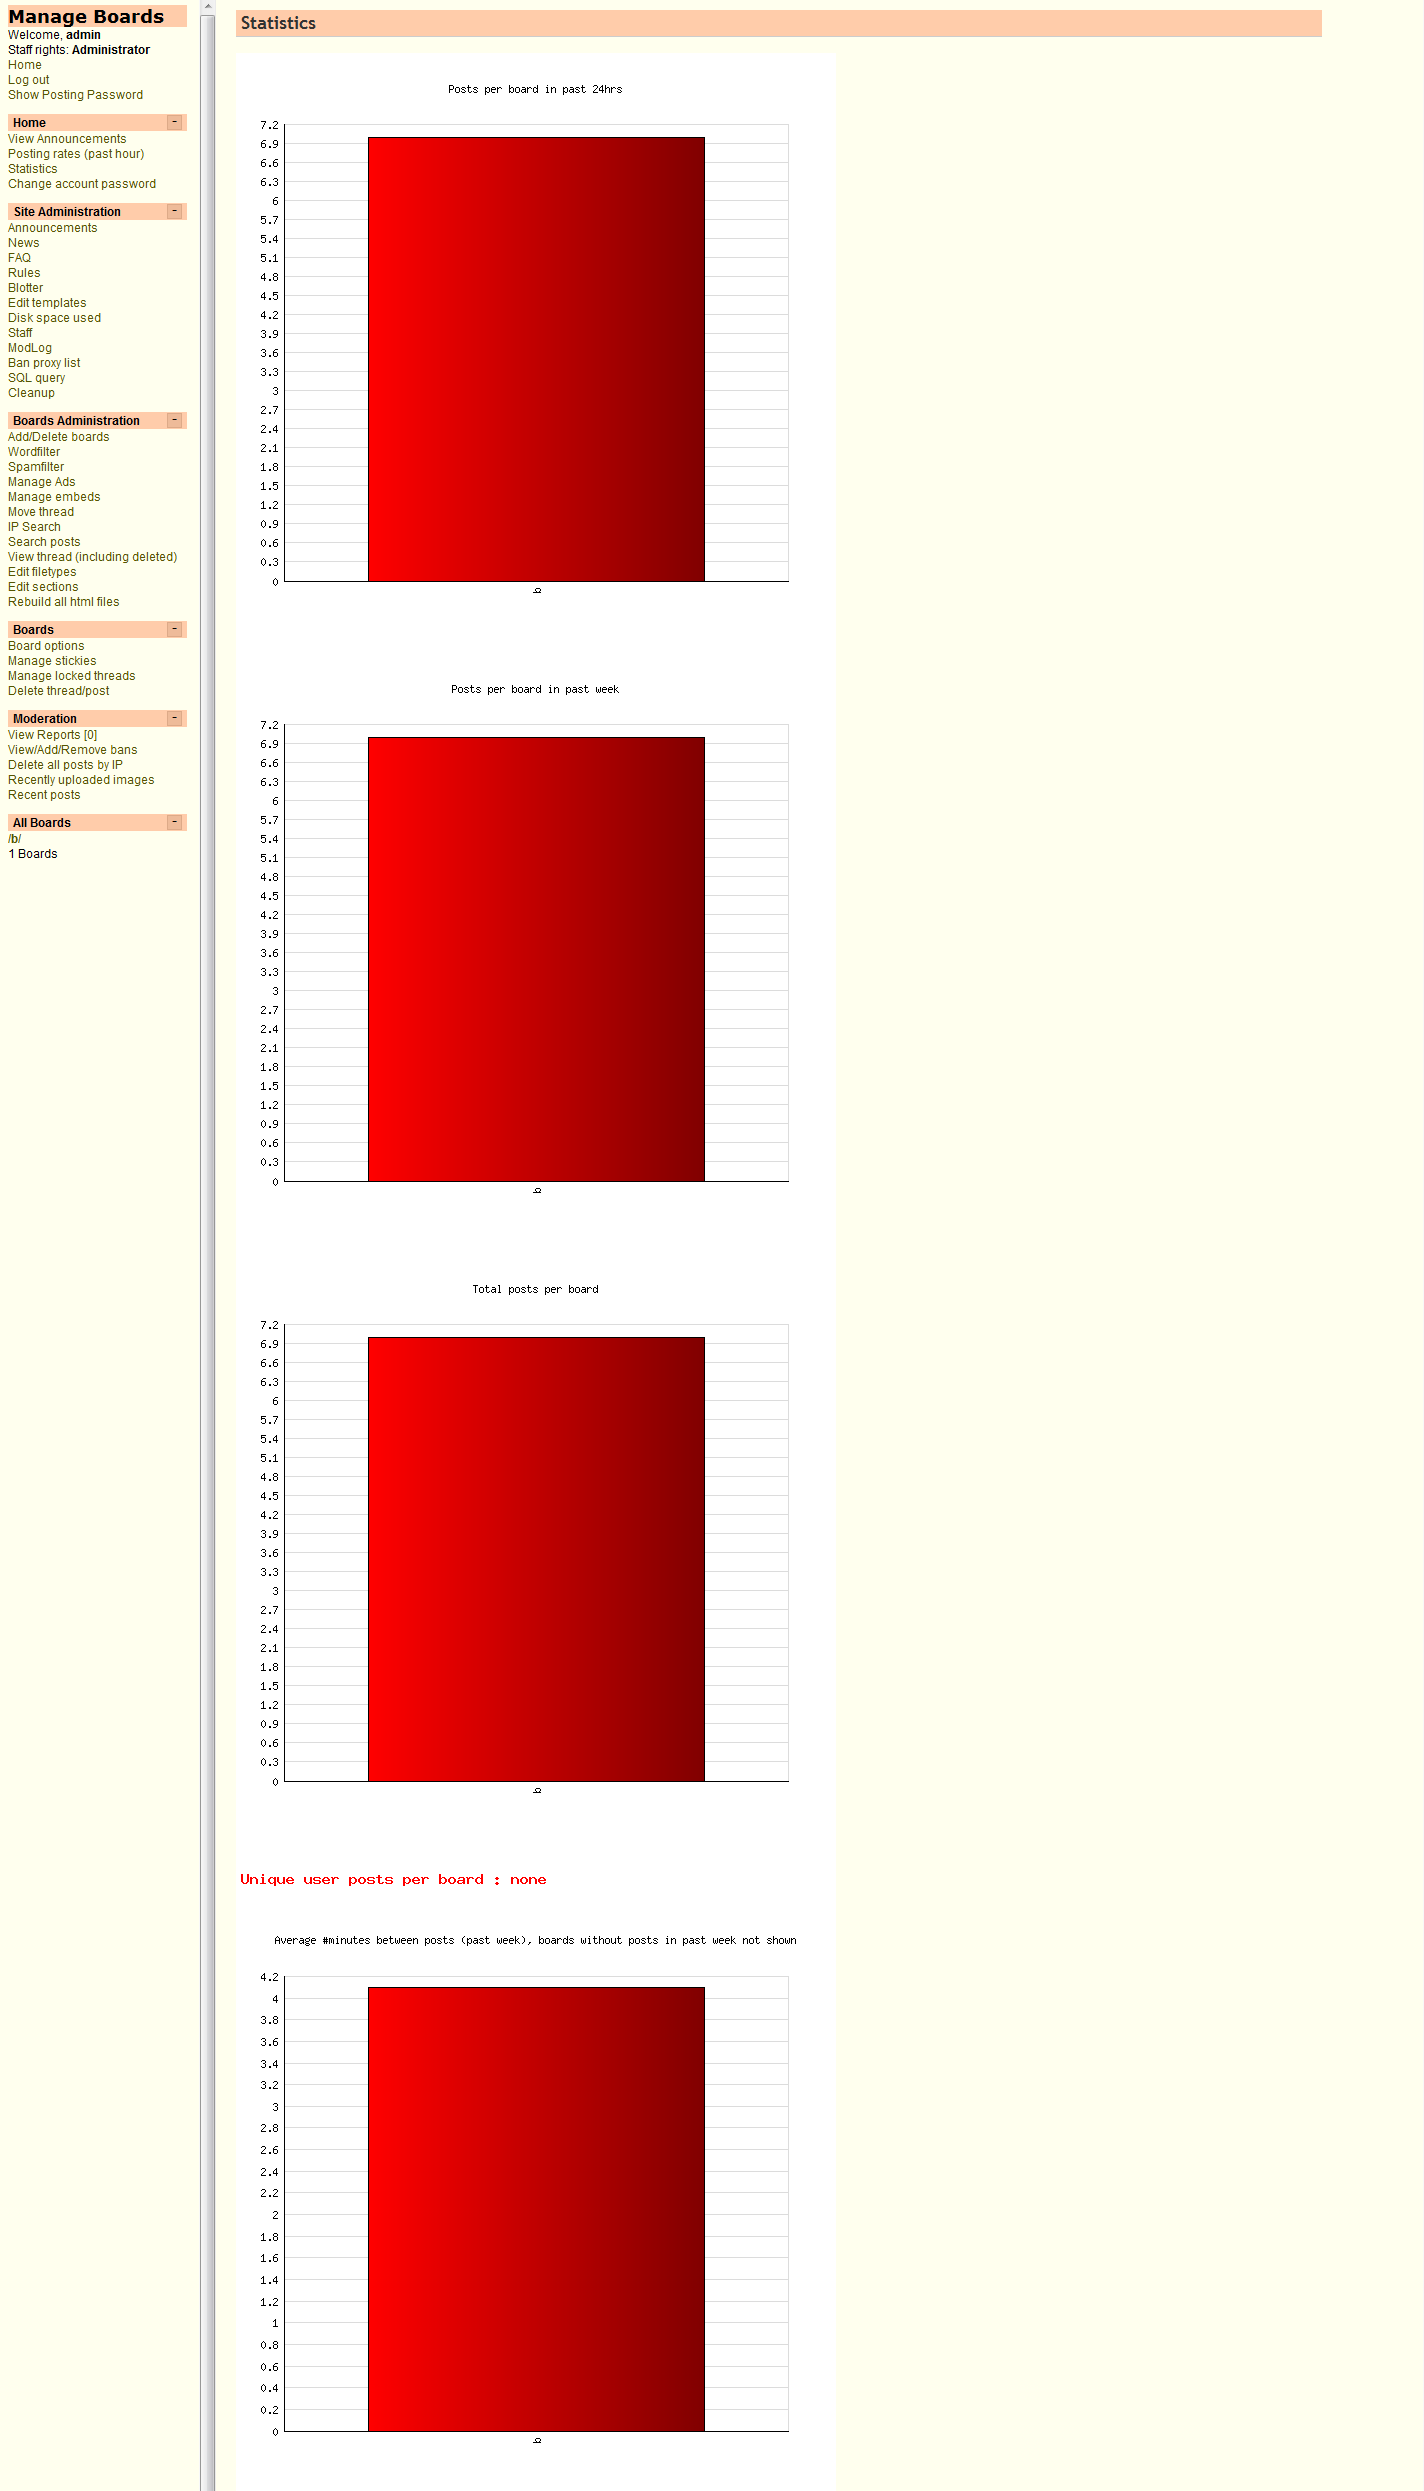 Manage Boards
Welcome, admin
Staff rights: Administrator
Home
Log out
Show Posting Password
Home -
View Announcements
Posting rates (past hour)
Statistics
Change account password
Site Administration -
Announcements
News
FAQ
Rules
Blotter
Edit templates
Disk space used
Staff
ModLog
Ban proxy list
SQL query
Cleanup
Boards Administration -
Add/Delete boards
Wordfilter
Spamfilter
Manage Ads
Manage embeds
Move thread
IP Search
Search posts
View thread (including deleted)
Edit filetypes
Edit sections
Rebuild all html files
Boards -
Board options
Manage stickies
Manage locked threads
Delete thread/post
Moderation -
View Reports [0]
View/Add/Remove bans
Delete all posts by IP
Recently uploaded images
Recent posts
All Boards -
/b/
1 Boards
Statistics
Posts per board in past 24hrs
7.2
6.9
6.6
6.3
6
5.7
5.4
5.1
4.8
4.5
4.2
3.9
3.6
3.3
3
2.7
2.4
2.1
1.8
1.5
1.2
0.9
0.6
0.3
0
b
Posts per board in past week
7.2
6.9
6.6
6.3
6
5.7
5.4
5.1
4.8
4.5
4.2
3.9
3.6
3.3
3
2.7
2.4
2.1
1.8
1.5
1.2
0.9
0.6
0.3
0
b
Total posts per board
7.2
6.9
6.6
6.3
6
5.7
5.4
5.1
4.8
4.5
4.2
3.9
3.6
3.3
3
2.7
2.4
2.1
1.8
1.5
1.2
0.9
0.6
0.3
0
b
Unique user posts per board : none
Average #minutes between posts (past week), boards without posts in past week not shown
4.2
4
3.8
3.6
3.4
3.2
3
2.8
2.6
2.4
2.2
2
1.8
1.6
1.4
1.2
1
0.8
0.6
0.4
0.2
0
b